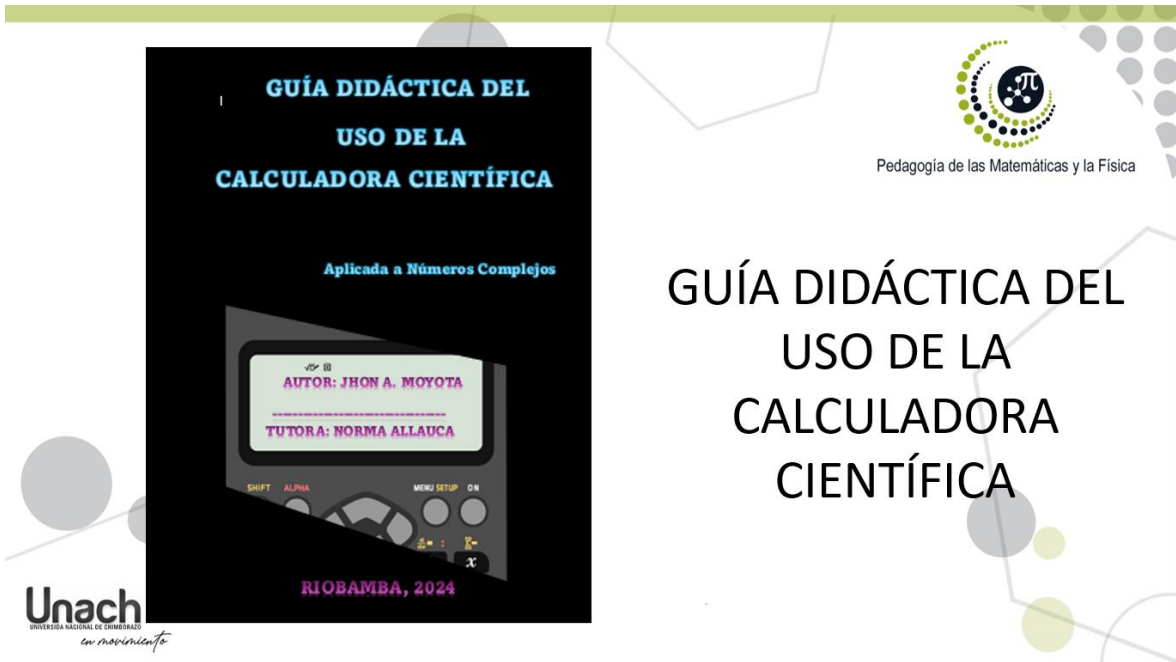 GUÍA DIDÁCTICA DEL
USO DE LA
CALCULADORA CIENTÍFICA
Aplicada a Números Complejos
AUTOR: JHON A. MOYOTA
--------------------------------
TUTORA: NORMA ALLAUCA
SHIFT ALPHA MENU SETUP ON
x
RIOBAMBA, 2024
π
Pedagogía de las Matemáticas y la Física
GUÍA DIDÁCTICA DEL
USO DE LA
CALCULADORA
CIENTÍFICA
Unach
UNIVERSIDA NACIONAL DE CHIMBORAZO
en movimiento